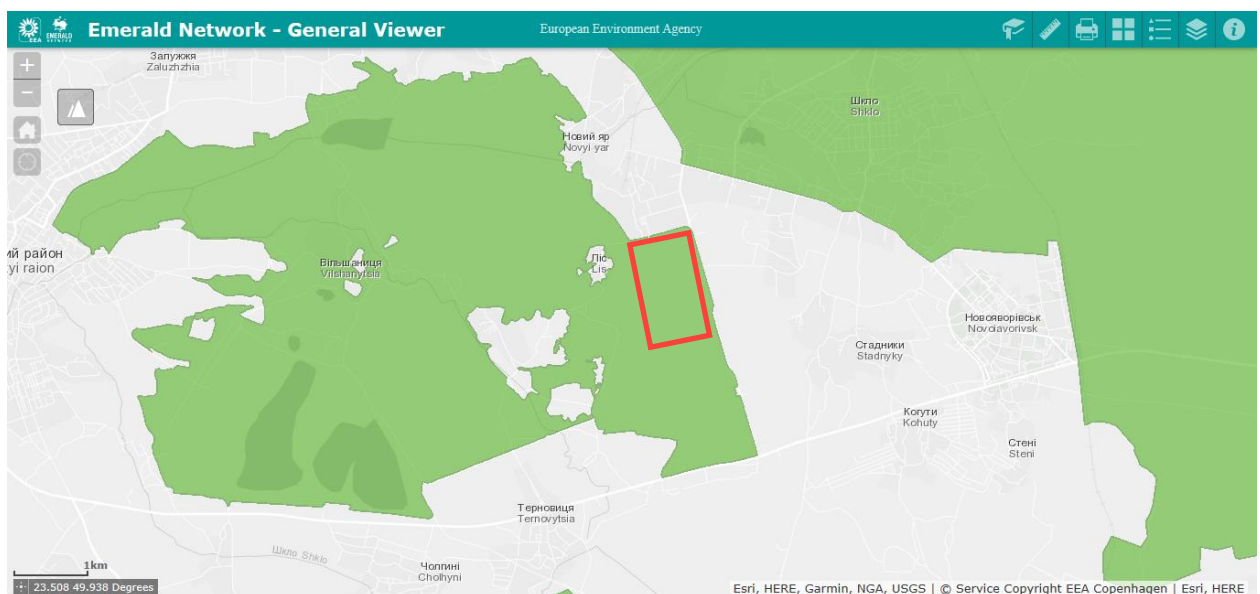 EEA
EMERALD
NETWORK
Emerald Network - General Viewer
European Environment Agency
Залужжя
Zaluzhzhia
Шкло
Shklo
Новий яр
Novyi yar
ий район
yi raion
Вільшаниця
Vilshanytsia
Ліс
Lis
Новояворівськ
Novoiavorivsk
Стадники
Stadnyky
Когути
Kohuty
Стені
Steni
Терновиця
Ternovytsia
Шкло Shklo
Чолгині
Cholhyni
1km
23.508 49.938 Degrees
Esri, HERE, Garmin, NGA, USGS | © Service Copyright EEA Copenhagen | Esri, HERE